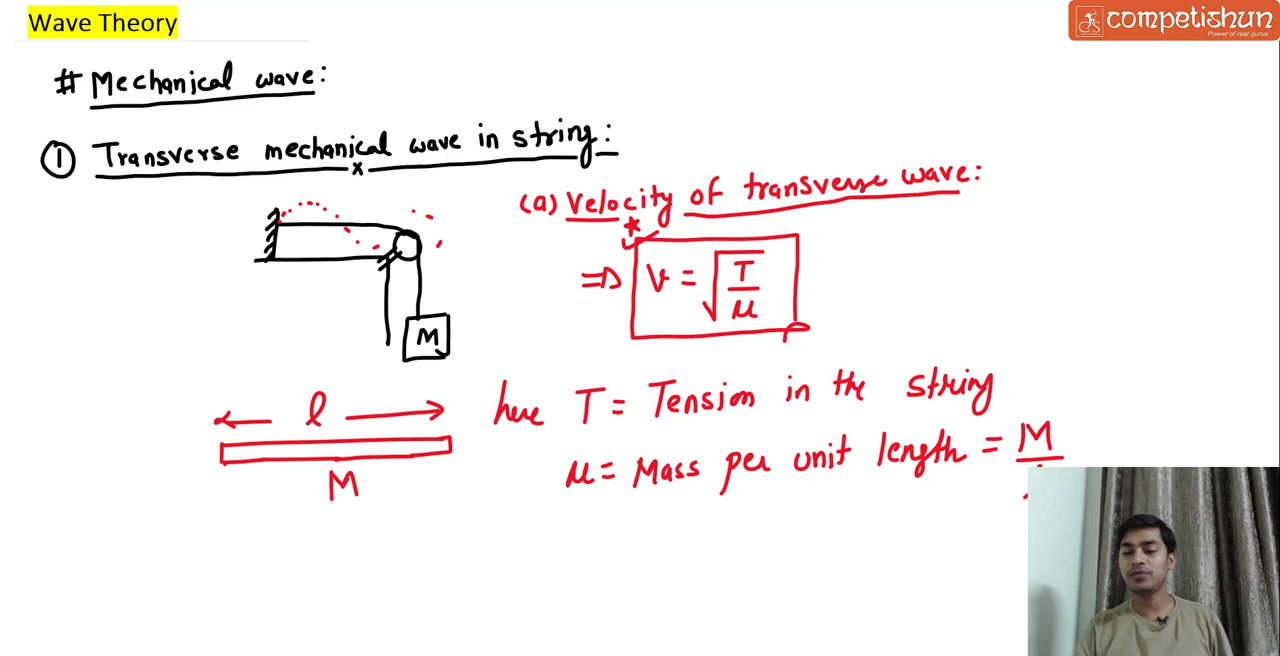 Wave Theory
competishun
Power of real gurus
# Mechanical wave:
① Transverse mechanical wave in string:
(a) Velocity of transverse wave:
⇒ v = √(T/μ)
M
l
M
here T = Tension in the string
μ = Mass per unit length = M